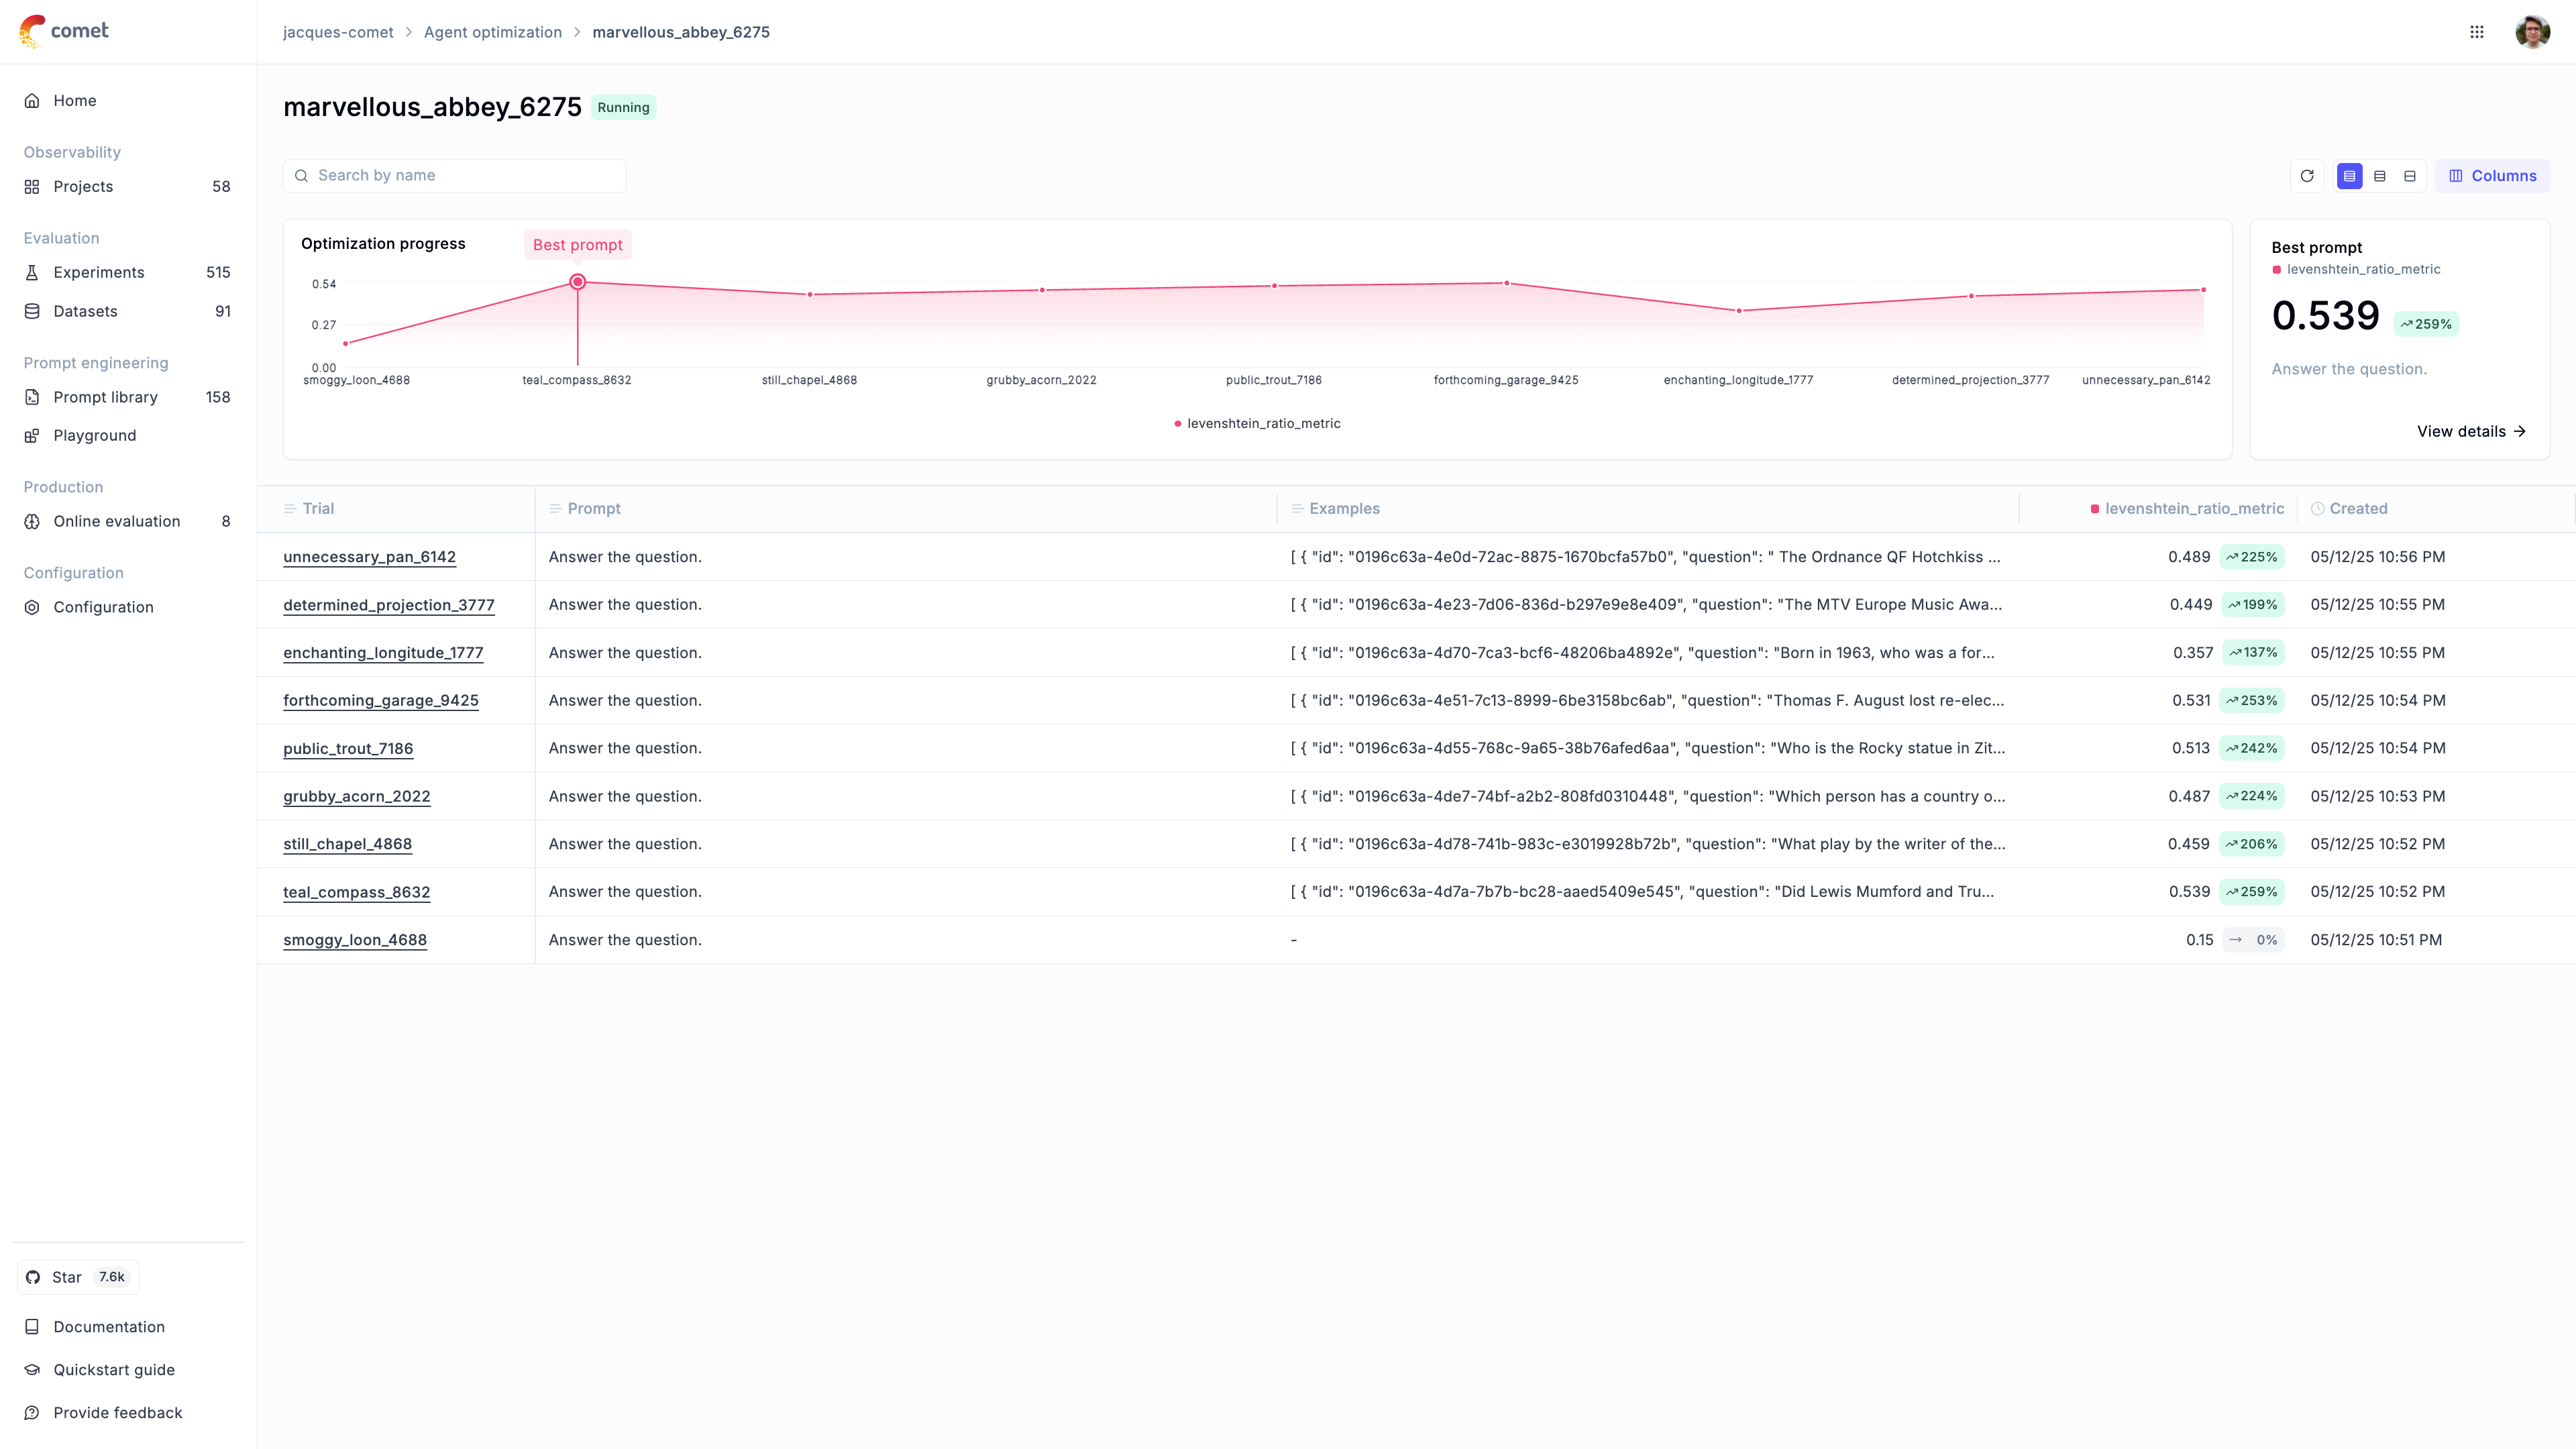 comet
jacques-comet > Agent optimization > marvellous_abbey_6275
Home
Observability
Projects 58
Evaluation
Experiments 515
Datasets 91
Prompt engineering
Prompt library 158
Playground
Production
Online evaluation 8
Configuration
Configuration
Star 7.6k
Documentation
Quickstart guide
Provide feedback
marvellous_abbey_6275 Running
Search by name
Columns
Optimization progress
Best prompt
0.54
0.27
0.00
smoggy_loon_4688 teal_compass_8632 still_chapel_4868 grubby_acorn_2022 public_trout_7186 forthcoming_garage_9425 enchanting_longitude_1777 determined_projection_3777 unnecessary_pan_6142
levenshtein_ratio_metric
Best prompt
levenshtein_ratio_metric
0.539 259%
Answer the question.
View details →
Trial Prompt Examples levenshtein_ratio_metric Created
unnecessary_pan_6142 Answer the question. [ { "id": "0196c63a-4e0d-72ac-8875-1670bcfa57b0", "question": " The Ordnance QF Hotchkiss ... 0.489 225% 05/12/25 10:56 PM
determined_projection_3777 Answer the question. [ { "id": "0196c63a-4e23-7d06-836d-b297e9e8e409", "question": "The MTV Europe Music Awa... 0.449 199% 05/12/25 10:55 PM
enchanting_longitude_1777 Answer the question. [ { "id": "0196c63a-4d70-7ca3-bcf6-48206ba4892e", "question": "Born in 1963, who was a for... 0.357 137% 05/12/25 10:55 PM
forthcoming_garage_9425 Answer the question. [ { "id": "0196c63a-4e51-7c13-8999-6be3158bc6ab", "question": "Thomas F. August lost re-elec... 0.531 253% 05/12/25 10:54 PM
public_trout_7186 Answer the question. [ { "id": "0196c63a-4d55-768c-9a65-38b76afed6aa", "question": "Who is the Rocky statue in Zit... 0.513 242% 05/12/25 10:54 PM
grubby_acorn_2022 Answer the question. [ { "id": "0196c63a-4de7-74bf-a2b2-808fd0310448", "question": "Which person has a country o... 0.487 224% 05/12/25 10:53 PM
still_chapel_4868 Answer the question. [ { "id": "0196c63a-4d78-741b-983c-e3019928b72b", "question": "What play by the writer of the... 0.459 206% 05/12/25 10:52 PM
teal_compass_8632 Answer the question. [ { "id": "0196c63a-4d7a-7b7b-bc28-aaed5409e545", "question": "Did Lewis Mumford and Tru... 0.539 259% 05/12/25 10:52 PM
smoggy_loon_4688 Answer the question. - 0.15 → 0% 05/12/25 10:51 PM